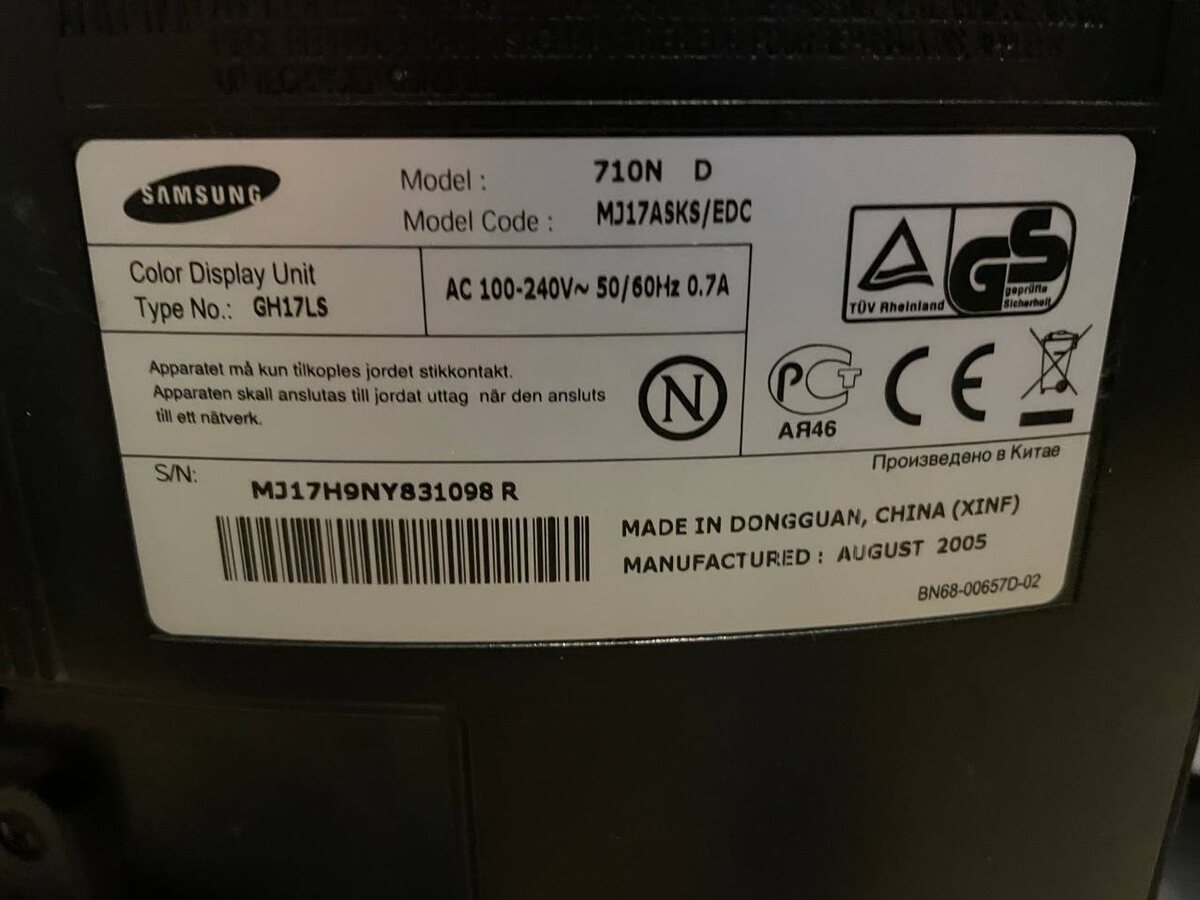 SAMSUNG
Model : 710N D
Model Code : MJ17ASKS/EDC
Color Display Unit
Type No.: GH17LS
AC 100-240V~ 50/60Hz 0.7A
TÜV Rheinland
GS
geprüfte
Sicherheit
Apparatet må kun tilkoples jordet stikkontakt.
Apparaten skall anslutas till jordat uttag när den ansluts
till ett nätverk.
N
РСТ
АЯ46
CE
Произведено в Китае
S/N:
MJ17H9NY831098 R
MADE IN DONGGUAN, CHINA (XINF)
MANUFACTURED : AUGUST 2005
BN68-00657D-02